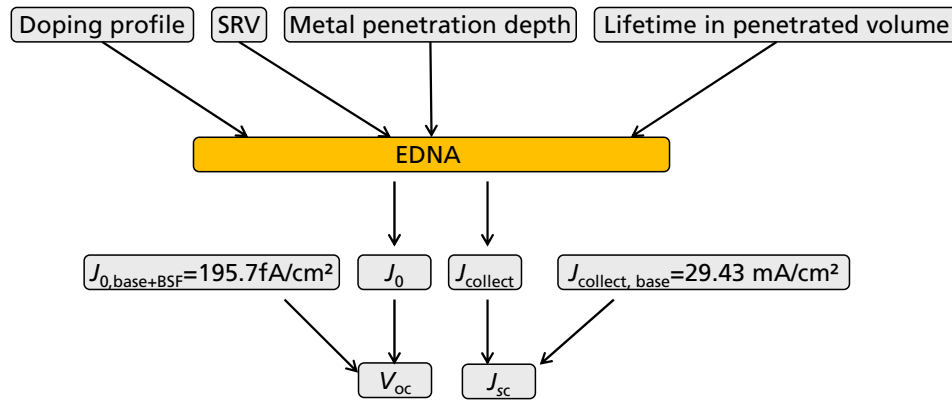 Doping profile SRV Metal penetration depth Lifetime in penetrated volume
EDNA
J0,base+BSF=195.7fA/cm² J0 Jcollect Jcollect, base=29.43 mA/cm²
Voc Jsc